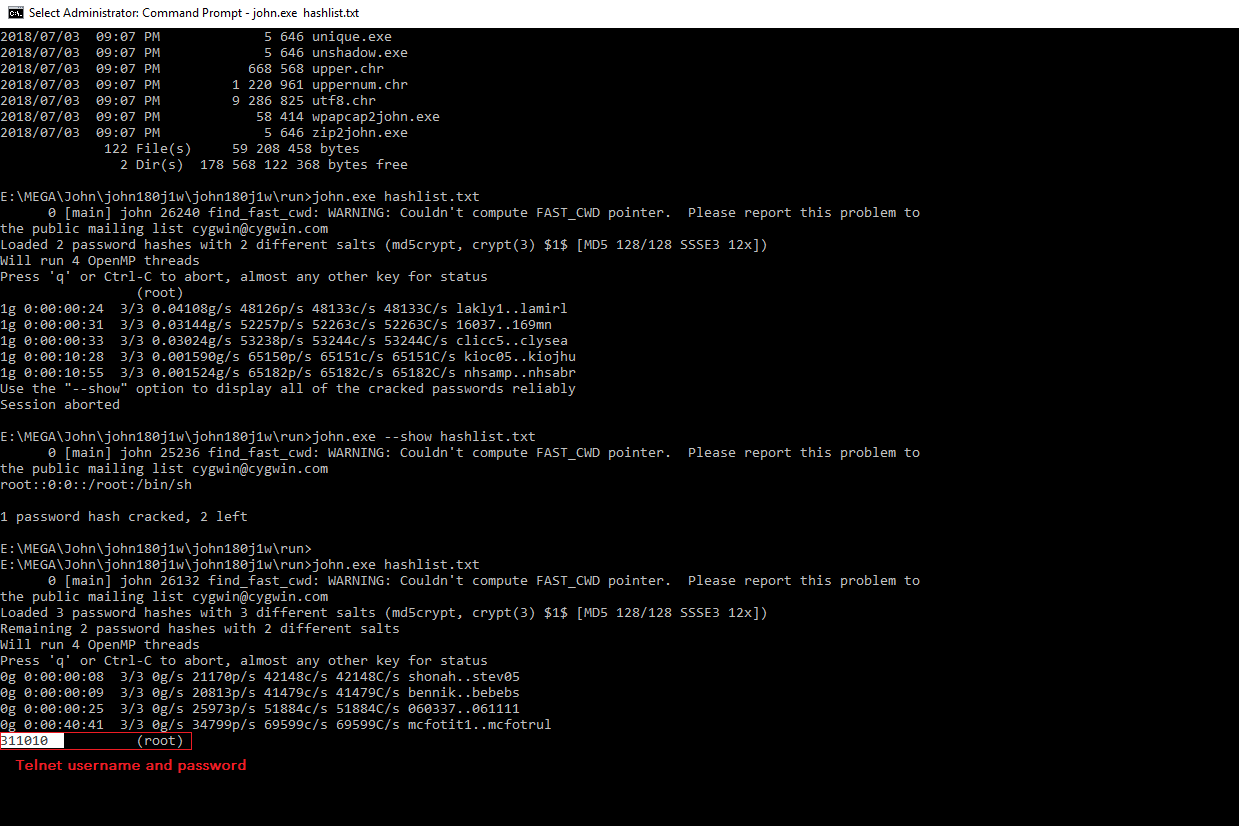 Select Administrator: Command Prompt - john.exe  hashlist.txt
2018/07/03  09:07 PM             5 646 unique.exe
2018/07/03  09:07 PM             5 646 unshadow.exe
2018/07/03  09:07 PM           668 568 upper.chr
2018/07/03  09:07 PM         1 220 961 uppernum.chr
2018/07/03  09:07 PM         9 286 825 utf8.chr
2018/07/03  09:07 PM            58 414 wpapcap2john.exe
2018/07/03  09:07 PM             5 646 zip2john.exe
             122 File(s)     59 208 458 bytes
               2 Dir(s)  178 568 122 368 bytes free
E:\MEGA\John\john180j1w\john180j1w\run>john.exe hashlist.txt
      0 [main] john 26240 find_fast_cwd: WARNING: Couldn't compute FAST_CWD pointer.  Please report this problem to
the public mailing list cygwin@cygwin.com
Loaded 2 password hashes with 2 different salts (md5crypt, crypt(3) $1$ [MD5 128/128 SSSE3 12x])
Will run 4 OpenMP threads
Press 'q' or Ctrl-C to abort, almost any other key for status
                 (root)
1g 0:00:00:24  3/3 0.04108g/s 48126p/s 48133c/s 48133C/s lakly1..lamirl
1g 0:00:00:31  3/3 0.03144g/s 52257p/s 52263c/s 52263C/s 16037..169mn
1g 0:00:00:33  3/3 0.03024g/s 53238p/s 53244c/s 53244C/s clicc5..clysea
1g 0:00:10:28  3/3 0.001590g/s 65150p/s 65151c/s 65151C/s kioc05..kiojhu
1g 0:00:10:55  3/3 0.001524g/s 65182p/s 65182c/s 65182C/s nhsamp..nhsabr
Use the "--show" option to display all of the cracked passwords reliably
Session aborted
E:\MEGA\John\john180j1w\john180j1w\run>john.exe --show hashlist.txt
      0 [main] john 25236 find_fast_cwd: WARNING: Couldn't compute FAST_CWD pointer.  Please report this problem to
the public mailing list cygwin@cygwin.com
root::0:0::/root:/bin/sh
1 password hash cracked, 2 left
E:\MEGA\John\john180j1w\john180j1w\run>
E:\MEGA\John\john180j1w\john180j1w\run>john.exe hashlist.txt
      0 [main] john 26132 find_fast_cwd: WARNING: Couldn't compute FAST_CWD pointer.  Please report this problem to
the public mailing list cygwin@cygwin.com
Loaded 3 password hashes with 3 different salts (md5crypt, crypt(3) $1$ [MD5 128/128 SSSE3 12x])
Remaining 2 password hashes with 2 different salts
Will run 4 OpenMP threads
Press 'q' or Ctrl-C to abort, almost any other key for status
0g 0:00:00:08  3/3 0g/s 21170p/s 42148c/s 42148C/s shonah..stev05
0g 0:00:00:09  3/3 0g/s 20813p/s 41479c/s 41479C/s bennik..bebebs
0g 0:00:00:25  3/3 0g/s 25973p/s 51884c/s 51884C/s 060337..061111
0g 0:00:40:41  3/3 0g/s 34799p/s 69599c/s 69599C/s mcfotit1..mcfotrul
311010           (root)
Telnet username and password